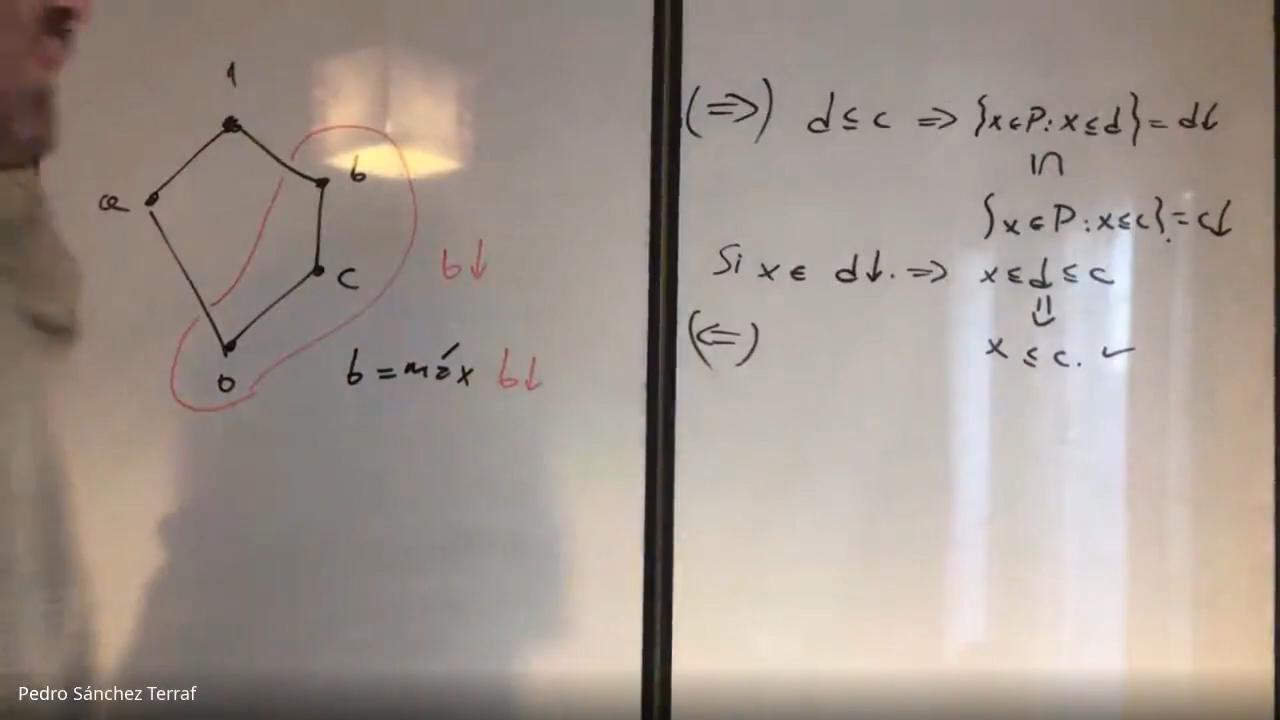 1
a
b
c
0
b↓
b = máx b↓
(⇒) d ≤ c ⇒ {x ∈ P : x ≤ d} = d↓
⊆
{x ∈ P : x ≤ c} = c↓
Si x ∈ d↓. ⇒ x ≤ d ≤ c
⇓
(⇐)
x ≤ c. ✓
Pedro Sánchez Terraf